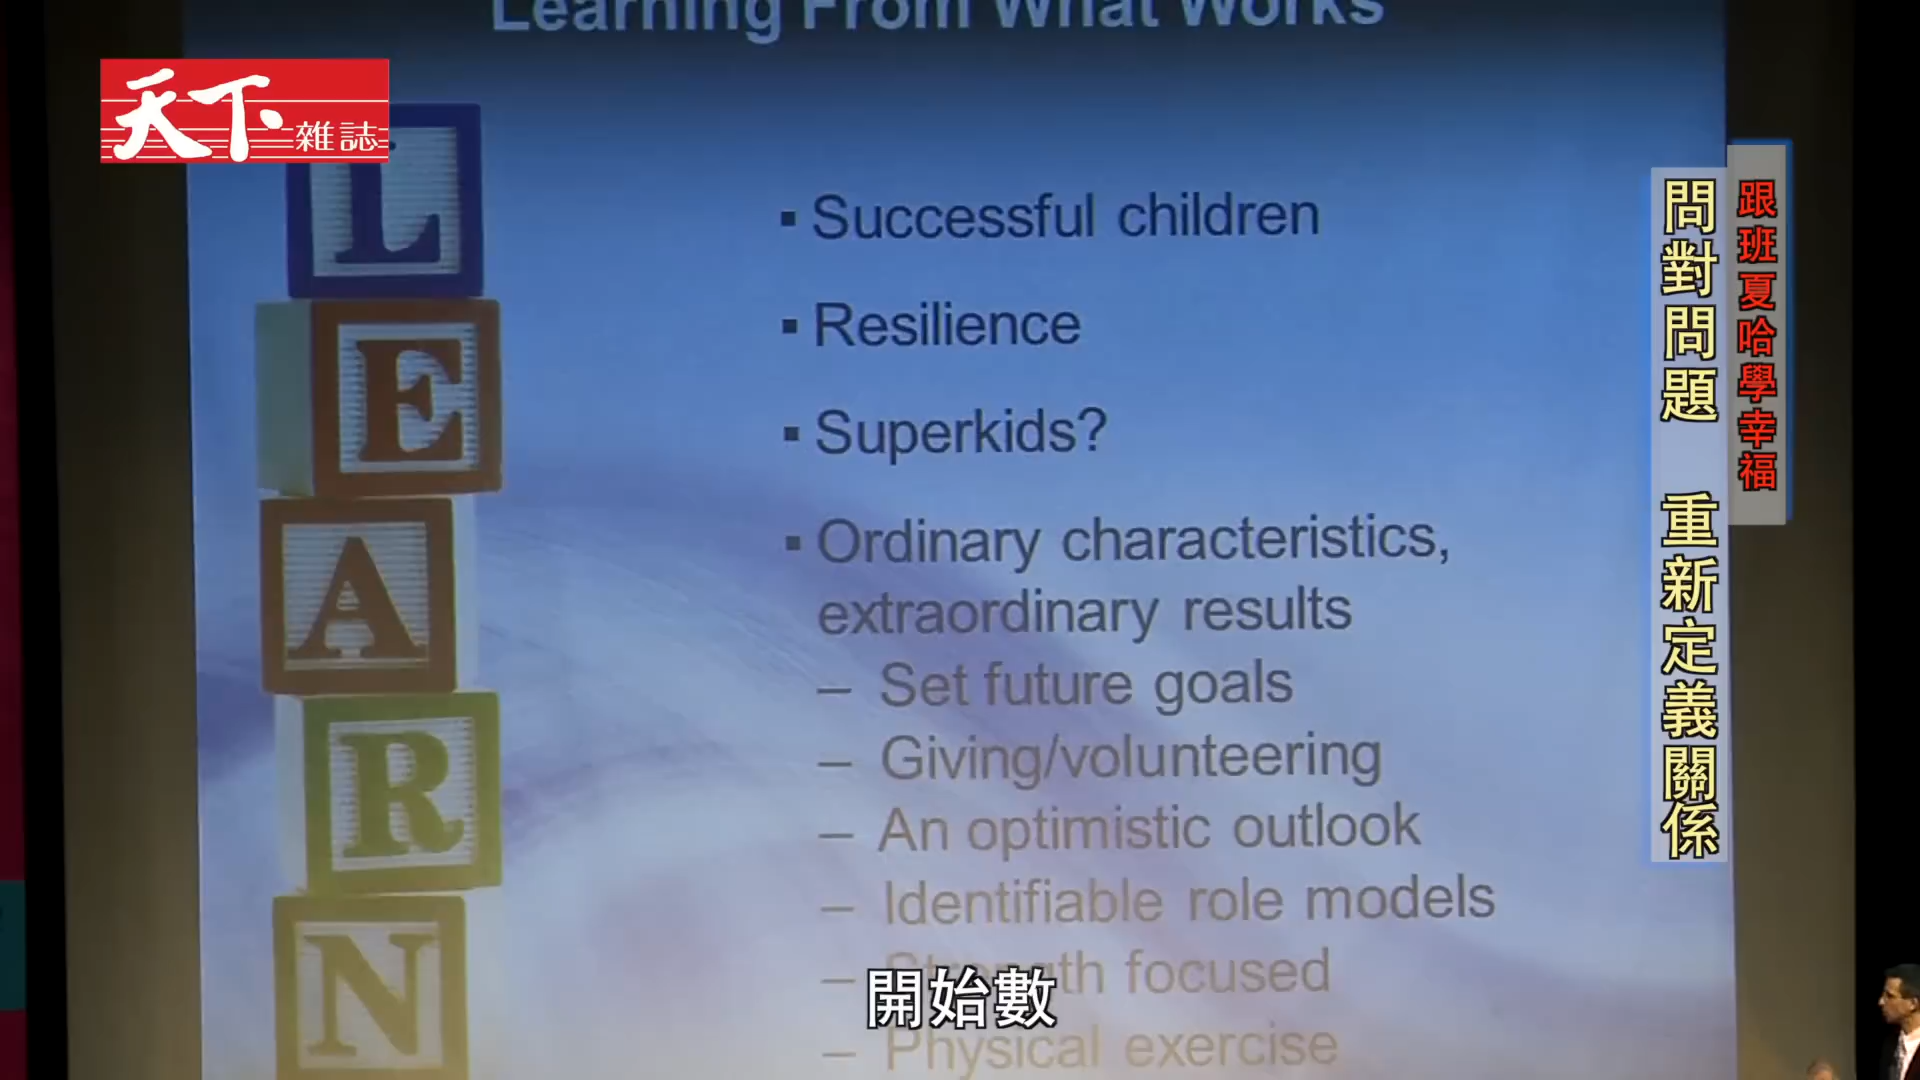 Learning From What Works
天下雜誌
L
E
A
R
N
▪ Successful children
▪ Resilience
▪ Superkids?
▪ Ordinary characteristics,
extraordinary results
– Set future goals
– Giving/volunteering
– An optimistic outlook
– Identifiable role models
– Strength focused
– Physical exercise
跟班夏哈學幸福
問對問題 重新定義關係
開始數